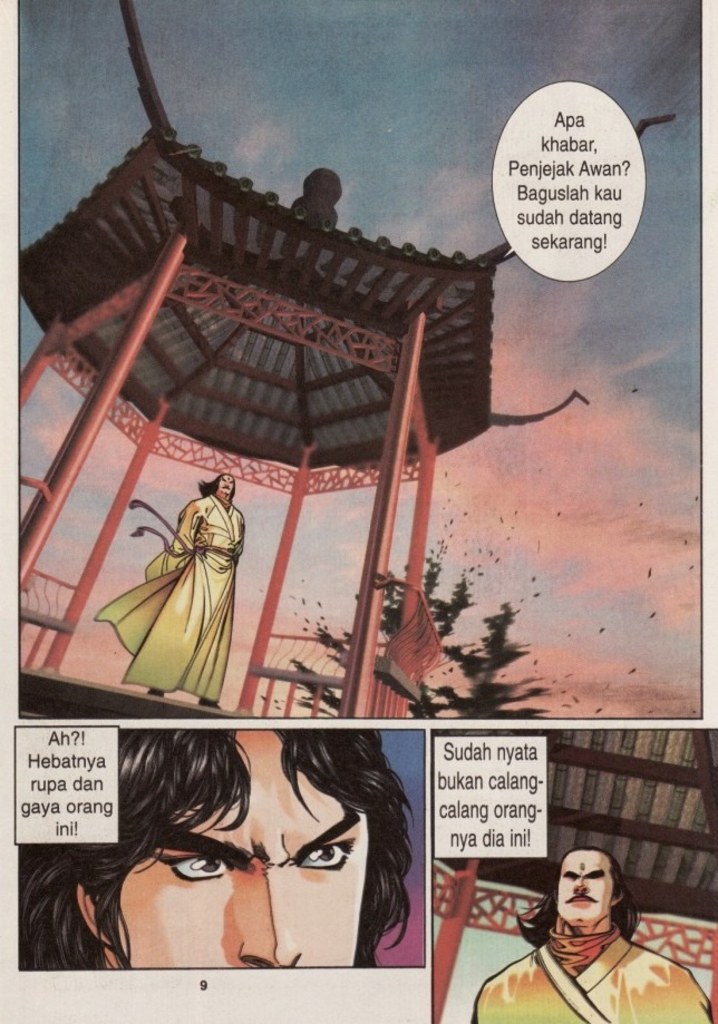 Apa
khabar,
Penjejak Awan?
Baguslah kau
sudah datang
sekarang!
Ah?!
Hebatnya
rupa dan
gaya orang
ini!
Sudah nyata
bukan calang-
calang orang-
nya dia ini!
9